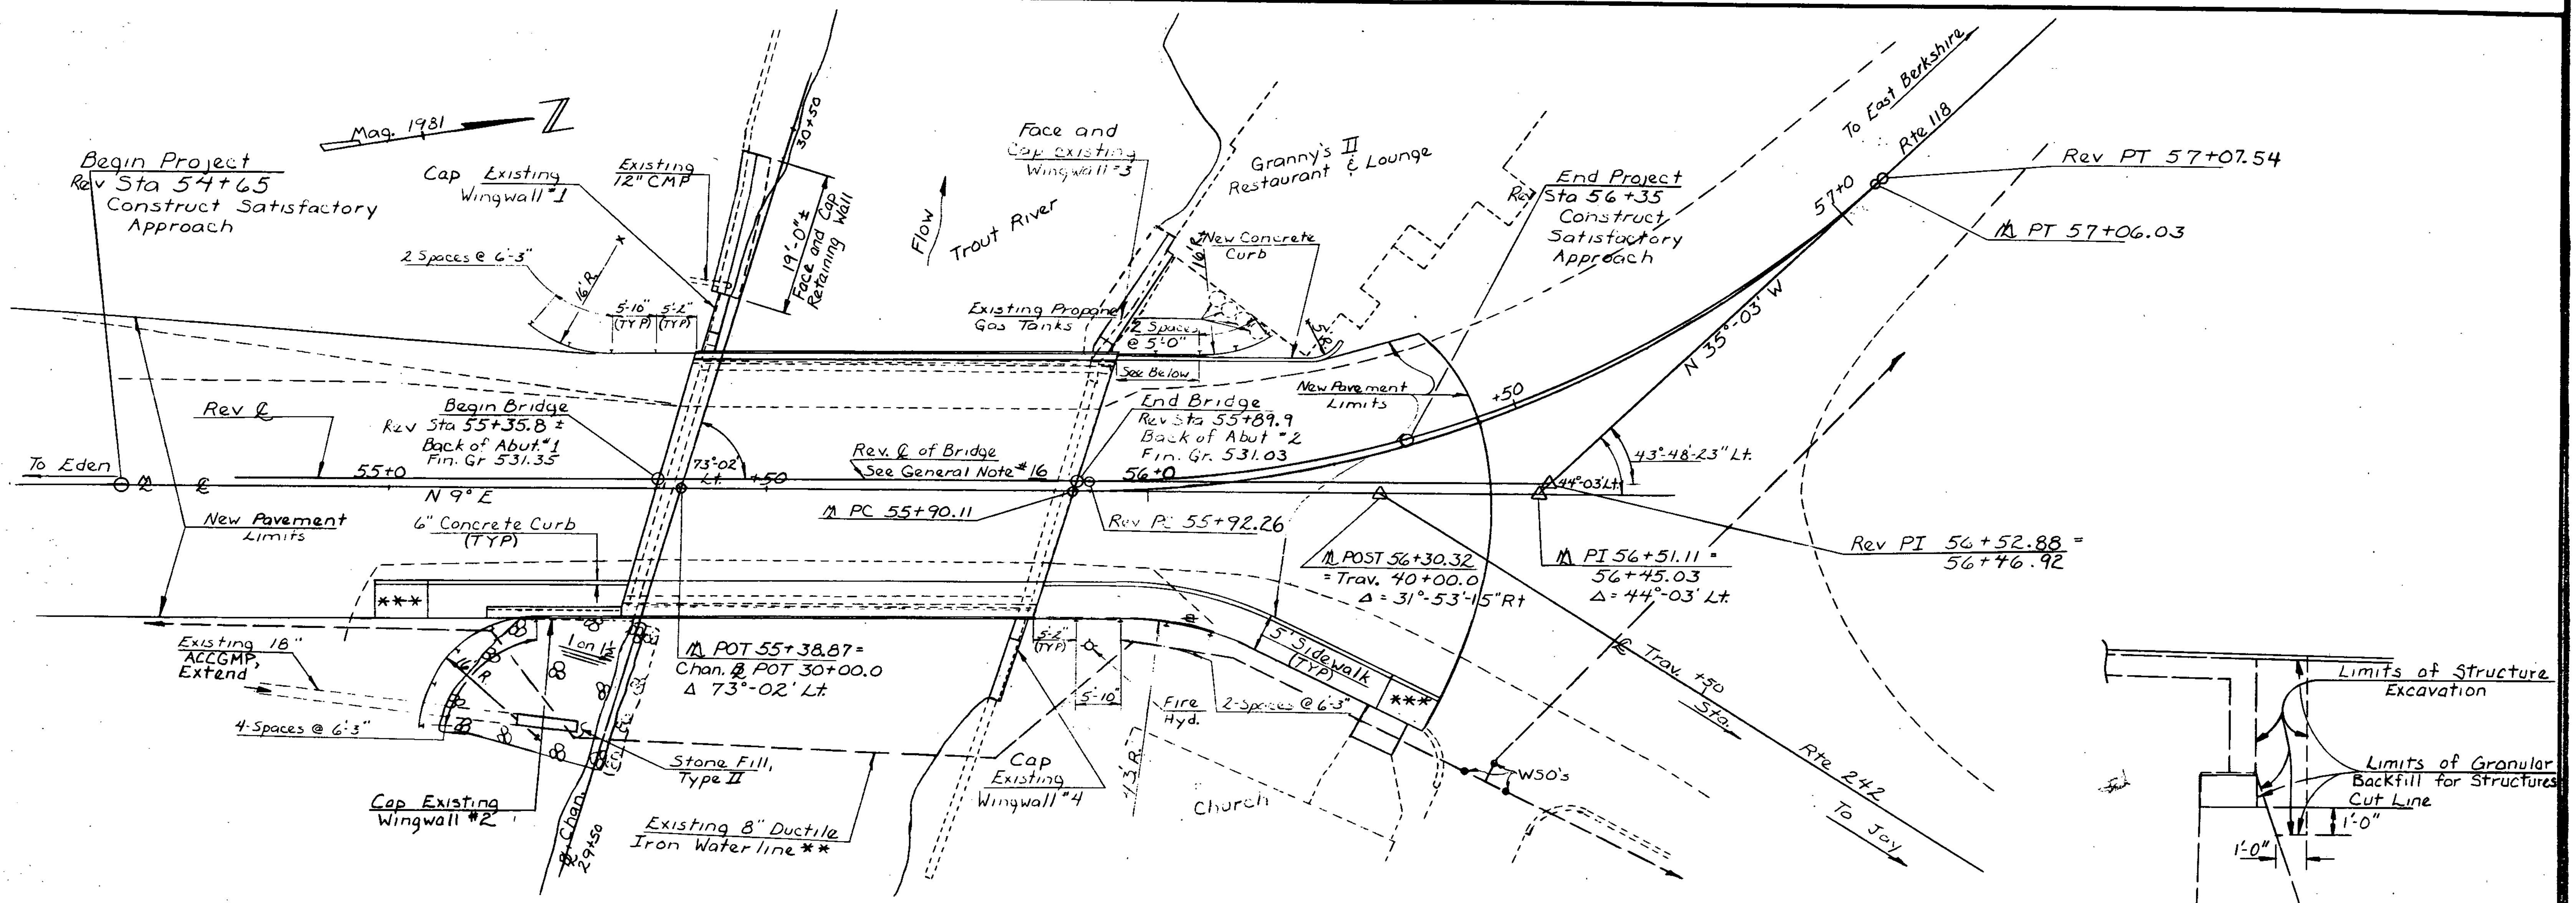 Mag. 1981
Z
Begin Project
Rev Sta 54+65
Construct Satisfactory
Approach
Cap Existing
Wingwall #1
Existing
12" CMP
30+50
19'-0" ±
Face and Cap
Retaining Wall
Flow
Trout River
Face and
Cap existing
Wingwall #3
Granny's II
Restaurant & Lounge
To East Berkshire
Rte 118
End Project
Rev Sta 56+35
Construct
Satisfactory
Approach
57+0
Rev PT 57+07.54
PT 57+06.03
2 Spaces @ 6'-3"
16' R.
5'-10"
(TYP)
5'-2"
(TYP)
New Concrete
Curb
Existing Propane
Gas Tanks
2 Spaces
@ 5'-0"
See Below
New Pavement
Limits
+50
N 35°-03' W
Rev ℄
Begin Bridge
Rev Sta 55+35.8 ±
Back of Abut. #1
Fin. Gr 531.35
73°-02'
Lt.
Rev. ℄ of Bridge
See General Note #16
End Bridge
Rev Sta 55+89.9
Back of Abut #2
Fin. Gr. 531.03
43°-48'-23" Lt.
44°-03' Lt.
To Eden
℄
55+0
+50
56+0
N 9° E
New Pavement
Limits
6" Concrete Curb
(TYP)
PC 55+90.11
Rev PC 55+92.26
POST 56+30.32
= Trav. 40+00.0
Δ = 31°-53'-15" Rt
PI 56+51.11 =
56+45.03
Δ = 44°-03' Lt.
Rev PI 56+52.88 =
56+46.92
***
Existing 18"
ACCGMP,
Extend
1 on 1½
POT 55+38.87 =
Chan. POT 30+00.0
Δ 73°-02' Lt.
5'-2"
(TYP)
5'-10"
Fire
Hyd.
2-Spaces @ 6'-3"
5' Sidewalk
(TYP)
***
℄
Trav. +50
Sta.
Rte 242
To Jay
4-Spaces @ 6'-3"
Stone Fill,
Type II
Cap
Existing
Wingwall #4
13' R.
Church
WSO's
Cap Existing
Wingwall #2
Chan.
29+50
Existing 8" Ductile
Iron Water line **
Limits of Structure
Excavation
Limits of Granular
Backfill for Structures
Cut Line
1'-0"
1'-0"